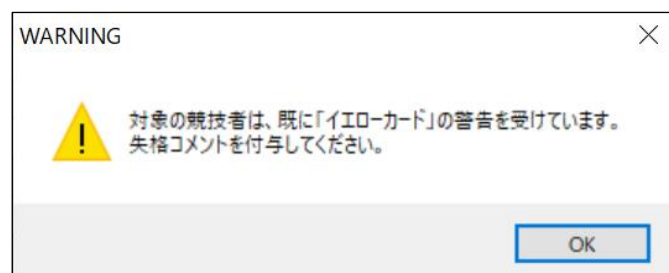 WARNING
対象の競技者は、既に「イエローカード」の警告を受けています。
失格コメントを付与してください。
OK